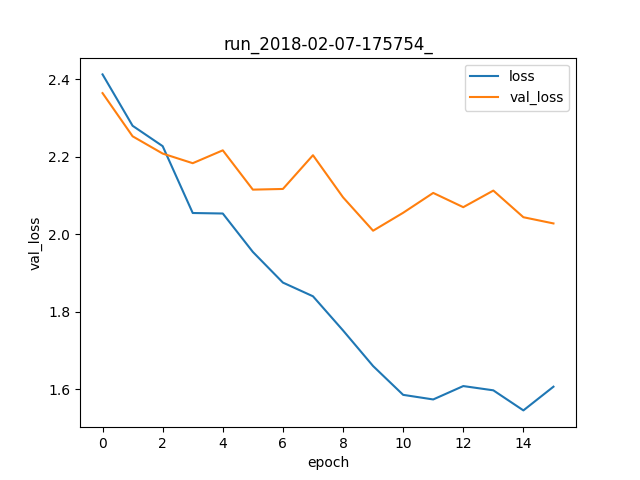 run_2018-02-07-175754_
loss
val_loss
val_loss
2.4
2.2
2.0
1.8
1.6
0 2 4 6 8 10 12 14
epoch